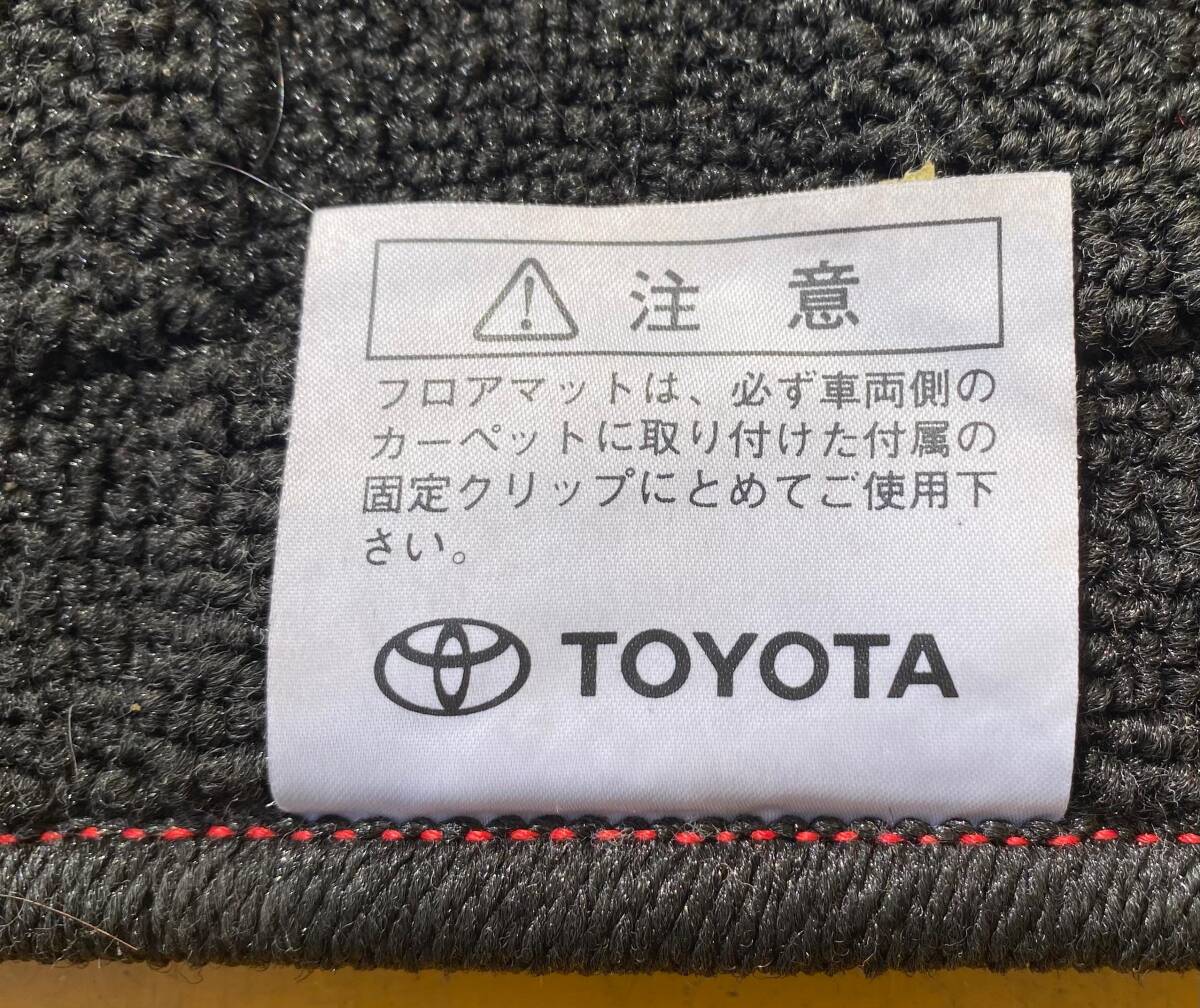 注 意
フロアマットは、必ず車両側の
カーペットに取り付けた付属の
固定クリップにとめてご使用下
さい。
TOYOTA